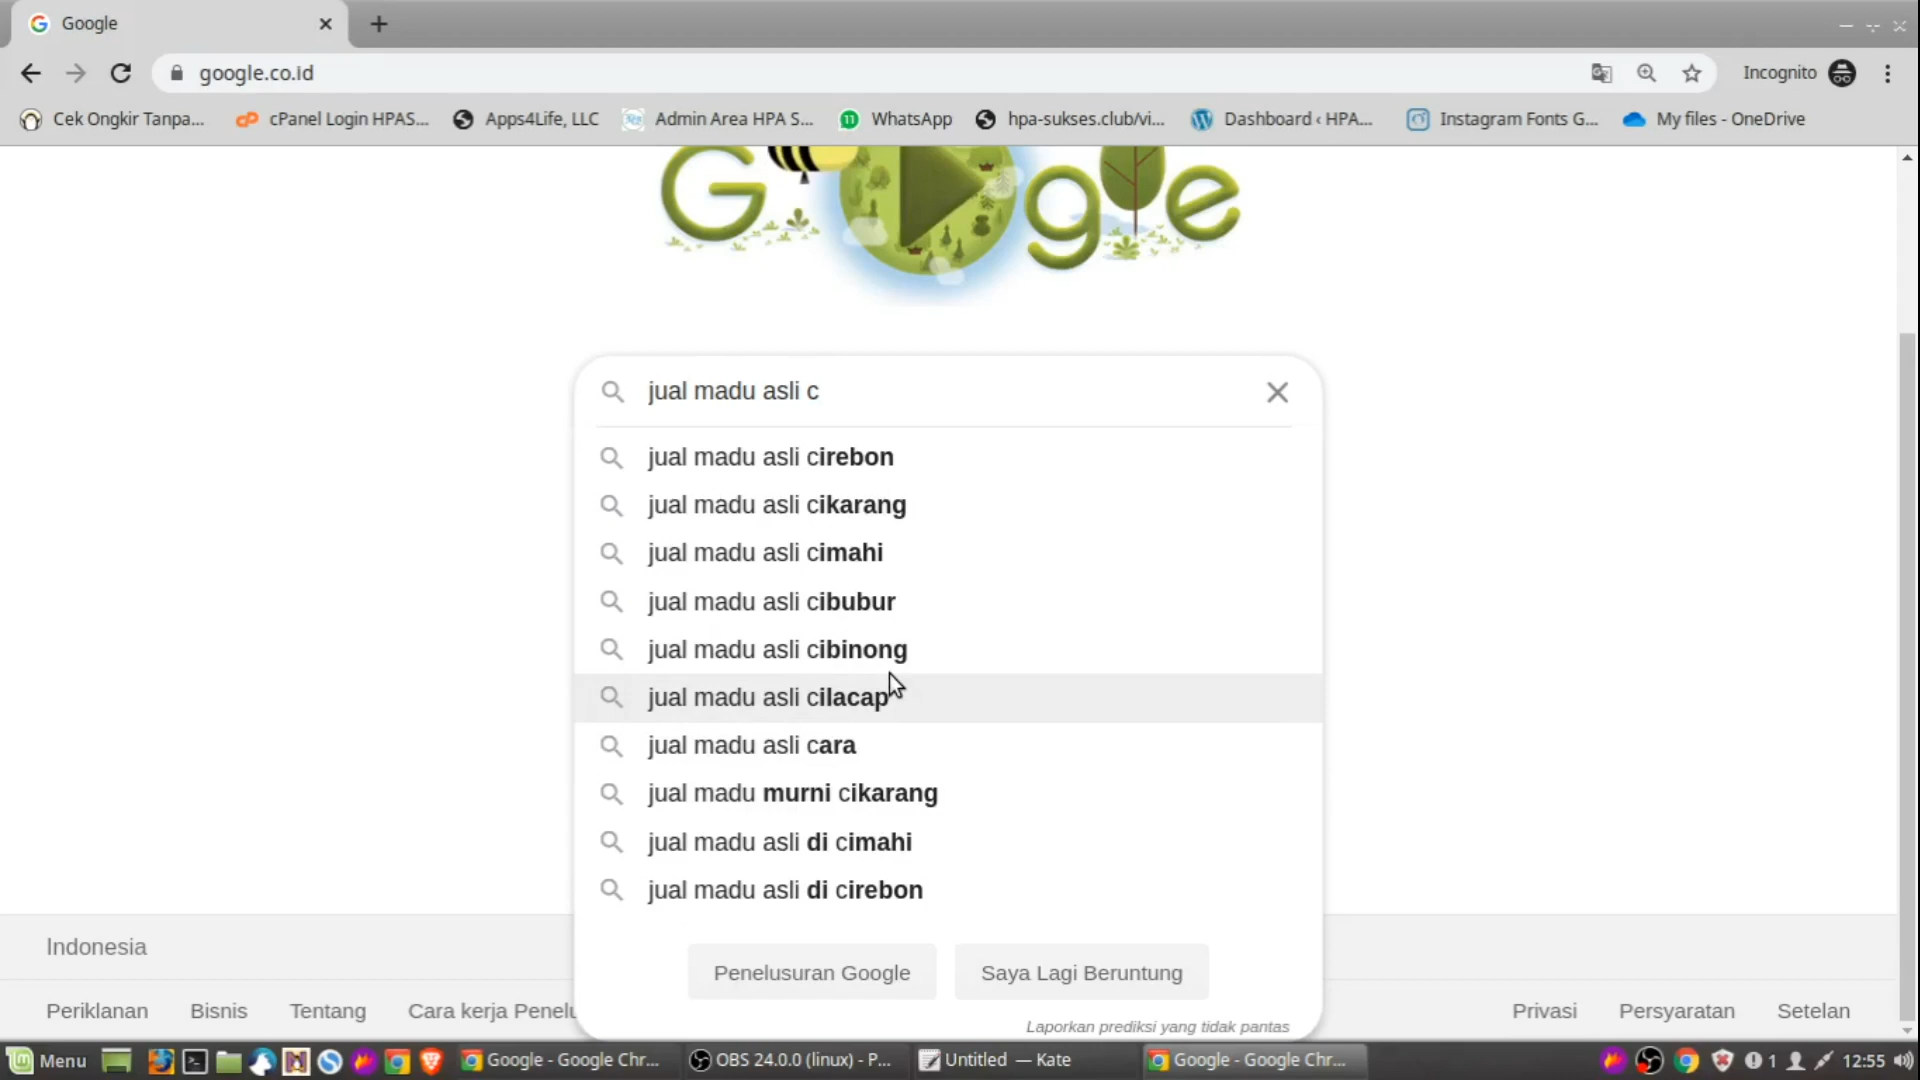 Google
google.co.id
Incognito
Cek Ongkir Tanpa...
cPanel Login HPAS...
Apps4Life, LLC
Admin Area HPA S...
11
WhatsApp
hpa-sukses.club/vi...
Dashboard ‹ HPA...
Instagram Fonts G...
My files - OneDrive
Google
jual madu asli c
jual madu asli cirebon
jual madu asli cikarang
jual madu asli cimahi
jual madu asli cibubur
jual madu asli cibinong
jual madu asli cilacap
jual madu asli cara
jual madu murni cikarang
jual madu asli di cimahi
jual madu asli di cirebon
Penelusuran Google
Saya Lagi Beruntung
Laporkan prediksi yang tidak pantas
Indonesia
Periklanan
Bisnis
Tentang
Cara kerja Penelu
Privasi
Persyaratan
Setelan
Menu
Google - Google Chr...
OBS 24.0.0 (linux) - P...
Untitled — Kate
Google - Google Chr...
1
12:55